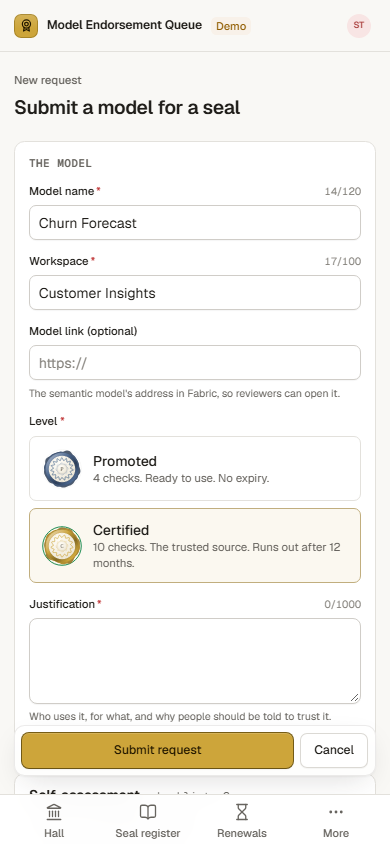 Model Endorsement Queue Demo ST
New request
Submit a model for a seal
THE MODEL
Model name * 14/120
Churn Forecast
Workspace * 17/100
Customer Insights
Model link (optional)
https://
The semantic model's address in Fabric, so reviewers can open it.
Level *
Promoted
4 checks. Ready to use. No expiry.
Certified
10 checks. The trusted source. Runs out after 12
months.
Justification * 0/1000
Who uses it, for what, and why people should be told to trust it.
Submit request Cancel
Self-assessment
Hall Seal register Renewals More